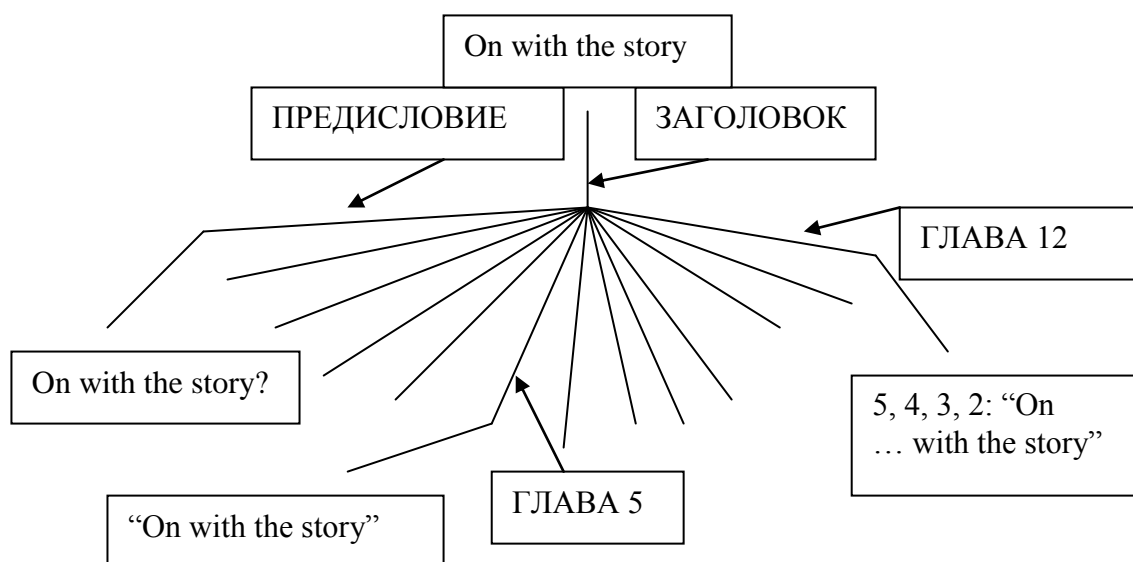 On with the story
ПРЕДИСЛОВИЕ
ЗАГОЛОВОК
ГЛАВА 12
On with the story?
5, 4, 3, 2: “On
… with the story”
ГЛАВА 5
“On with the story”